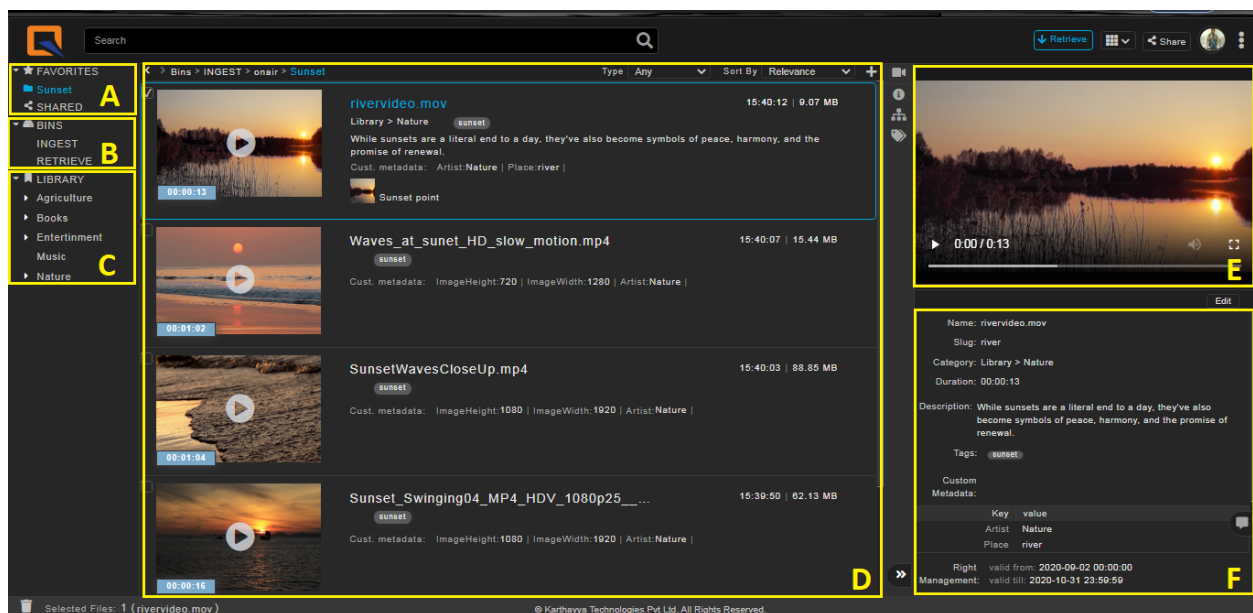 Search
Retrieve
Share
FAVORITES
Sunset
SHARED
A
BINS
INGEST
RETRIEVE
B
LIBRARY
Agriculture
Books
Entertinment
Music
Nature
C
Bins > INGEST > onair > Sunset
Type Any Sort By Relevance
rivervideo.mov 15:40:12 | 9.07 MB
Library > Nature sunset
While sunsets are a literal end to a day, they've also become symbols of peace, harmony, and the
promise of renewal.
Cust. metadata: Artist:Nature | Place:river |
00:00:13
Sunset point
Waves_at_sunet_HD_slow_motion.mp4 15:40:07 | 15.44 MB
sunset
Cust. metadata: ImageHeight:720 | ImageWidth:1280 | Artist:Nature |
00:01:02
SunsetWavesCloseUp.mp4 15:40:03 | 88.85 MB
sunset
Cust. metadata: ImageHeight:1080 | ImageWidth:1920 | Artist:Nature |
00:01:04
Sunset_Swinging04_MP4_HDV_1080p25__... 15:39:50 | 62.13 MB
sunset
Cust. metadata: ImageHeight:1080 | ImageWidth:1920 | Artist:Nature |
00:00:16
D
0:00 / 0:13
E
Edit
Name: rivervideo.mov
Slug: river
Category: Library > Nature
Duration: 00:00:13
Description: While sunsets are a literal end to a day, they've also
become symbols of peace, harmony, and the promise of
renewal.
Tags: sunset
Custom
Metadata:
Key value
Artist Nature
Place river
Right valid from: 2020-09-02 00:00:00
Management: valid till: 2020-10-31 23:59:59
F
Selected Files: 1 (rivervideo.mov)
© Karthavya Technologies Pvt Ltd. All Rights Reserved.